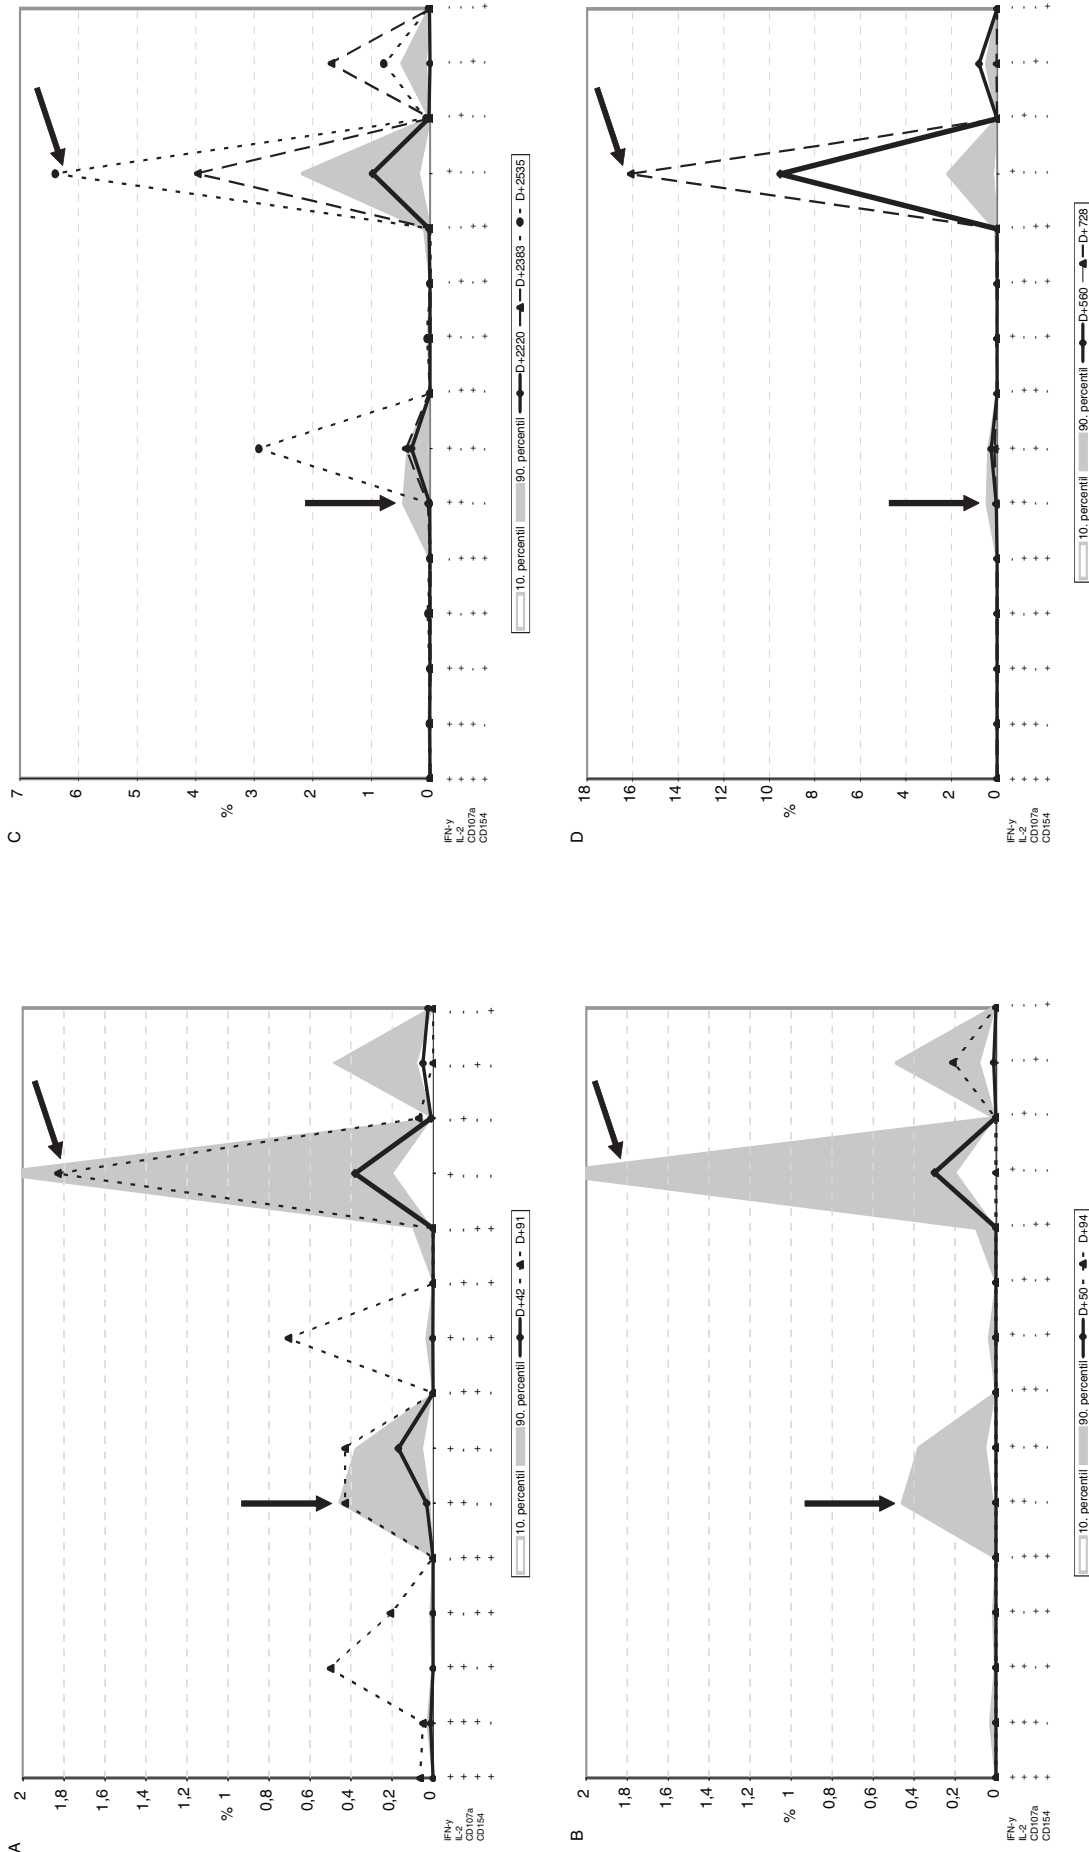 A
2
1,8
1,6
1,4
1,2
% 1
0,8
0,6
0,4
0,2
0
IFN-y + + + + - + + - + - - + - - -
IL-2 + + + - + + - + - + - - + - -
CD107a + + - + + - + + - - + - - + -
CD154 + - + + + - - - + + + - - - +
10. percentil 90. percentil D+42 D+91
C
7
6
5
4
3
%
2
1
0
IFN-y + + + + - + + - + - - + - - -
IL-2 + + + - + + - + - + - - + - -
CD107a + + - + + - + + - - + - - + -
CD154 + - + + + - - - + + + - - - +
10. percentil 90. percentil D+2220 D+2383 D+2535
B
2
1,8
1,6
1,4
1,2
% 1
0,8
0,6
0,4
0,2
0
IFN-y + + + + - + + - + - - + - - -
IL-2 + + + - + + - + - + - - + - -
CD107a + + - + + - + + - - + - - + -
CD154 + - + + + - - - + + + - - - +
10. percentil 90. percentil D+50 D+94
D
18
16
14
12
10
%
8
6
4
2
0
IFN-y + + + + - + + - + - - + - - -
IL-2 + + + - + + - + - + - - + - -
CD107a + + - + + - + + - - + - - + -
CD154 + - + + + - - - + + + - - - +
10. percentil 90. percentil D+560 D+728